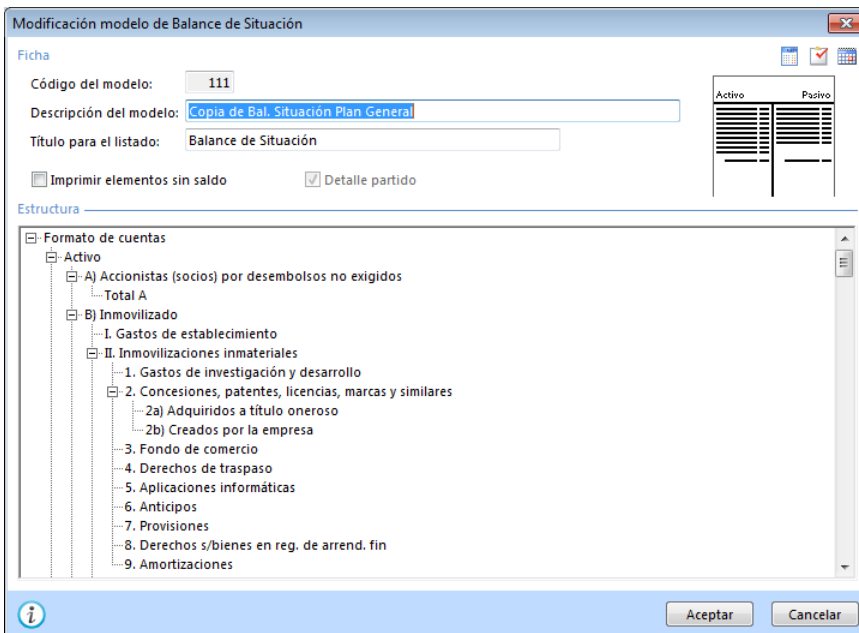 Modificación modelo de Balance de Situación
Ficha
Código del modelo: 111
Descripción del modelo: Copia de Bal. Situación Plan General
Título para el listado: Balance de Situación
Activo Pasivo
Imprimir elementos sin saldo Detalle partido
Estructura
Formato de cuentas
Activo
A) Accionistas (socios) por desembolsos no exigidos
Total A
B) Inmovilizado
I. Gastos de establecimiento
II. Inmovilizaciones inmateriales
1. Gastos de investigación y desarrollo
2. Concesiones, patentes, licencias, marcas y similares
2a) Adquiridos a título oneroso
2b) Creados por la empresa
3. Fondo de comercio
4. Derechos de traspaso
5. Aplicaciones informáticas
6. Anticipos
7. Provisiones
8. Derechos s/bienes en reg. de arrend. fin
9. Amortizaciones
Aceptar Cancelar